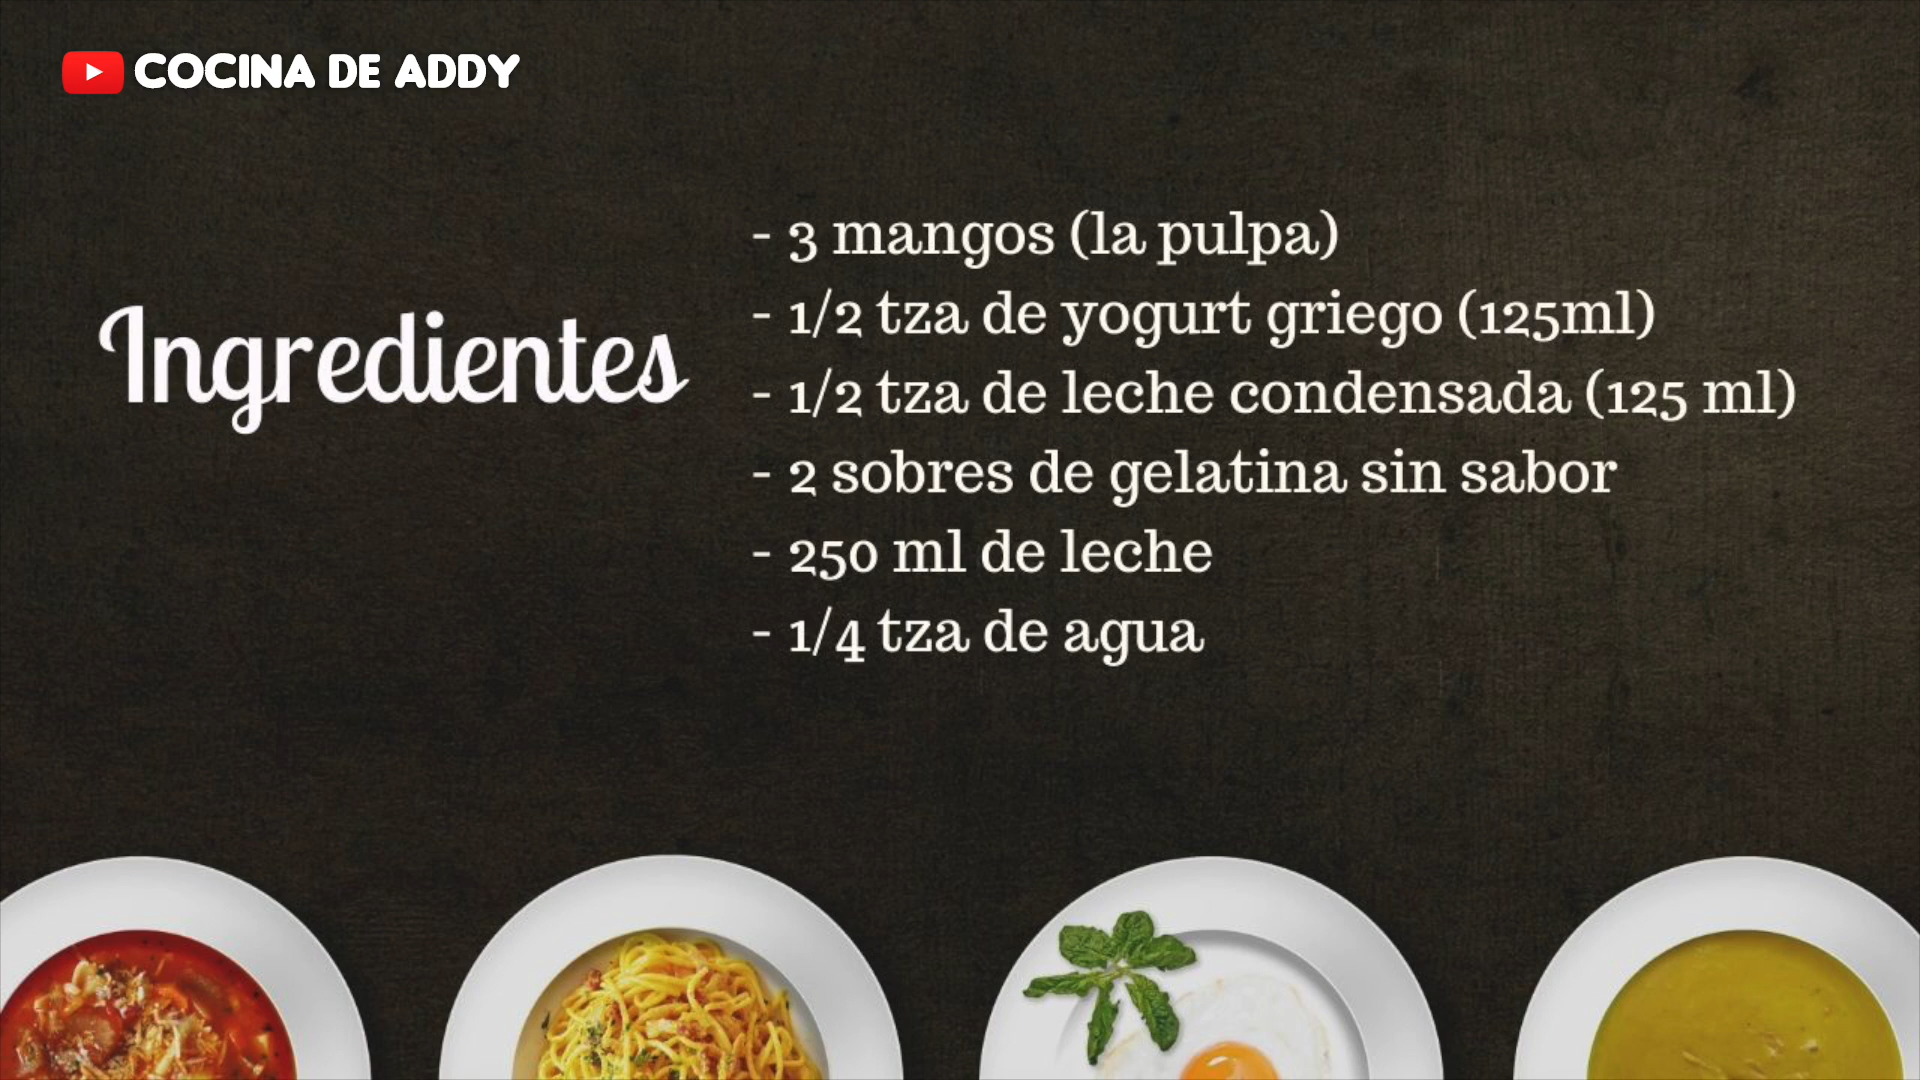 COCINA DE ADDY
Ingredientes
- 3 mangos (la pulpa)
- 1/2 tza de yogurt griego (125ml)
- 1/2 tza de leche condensada (125 ml)
- 2 sobres de gelatina sin sabor
- 250 ml de leche
- 1/4 tza de agua